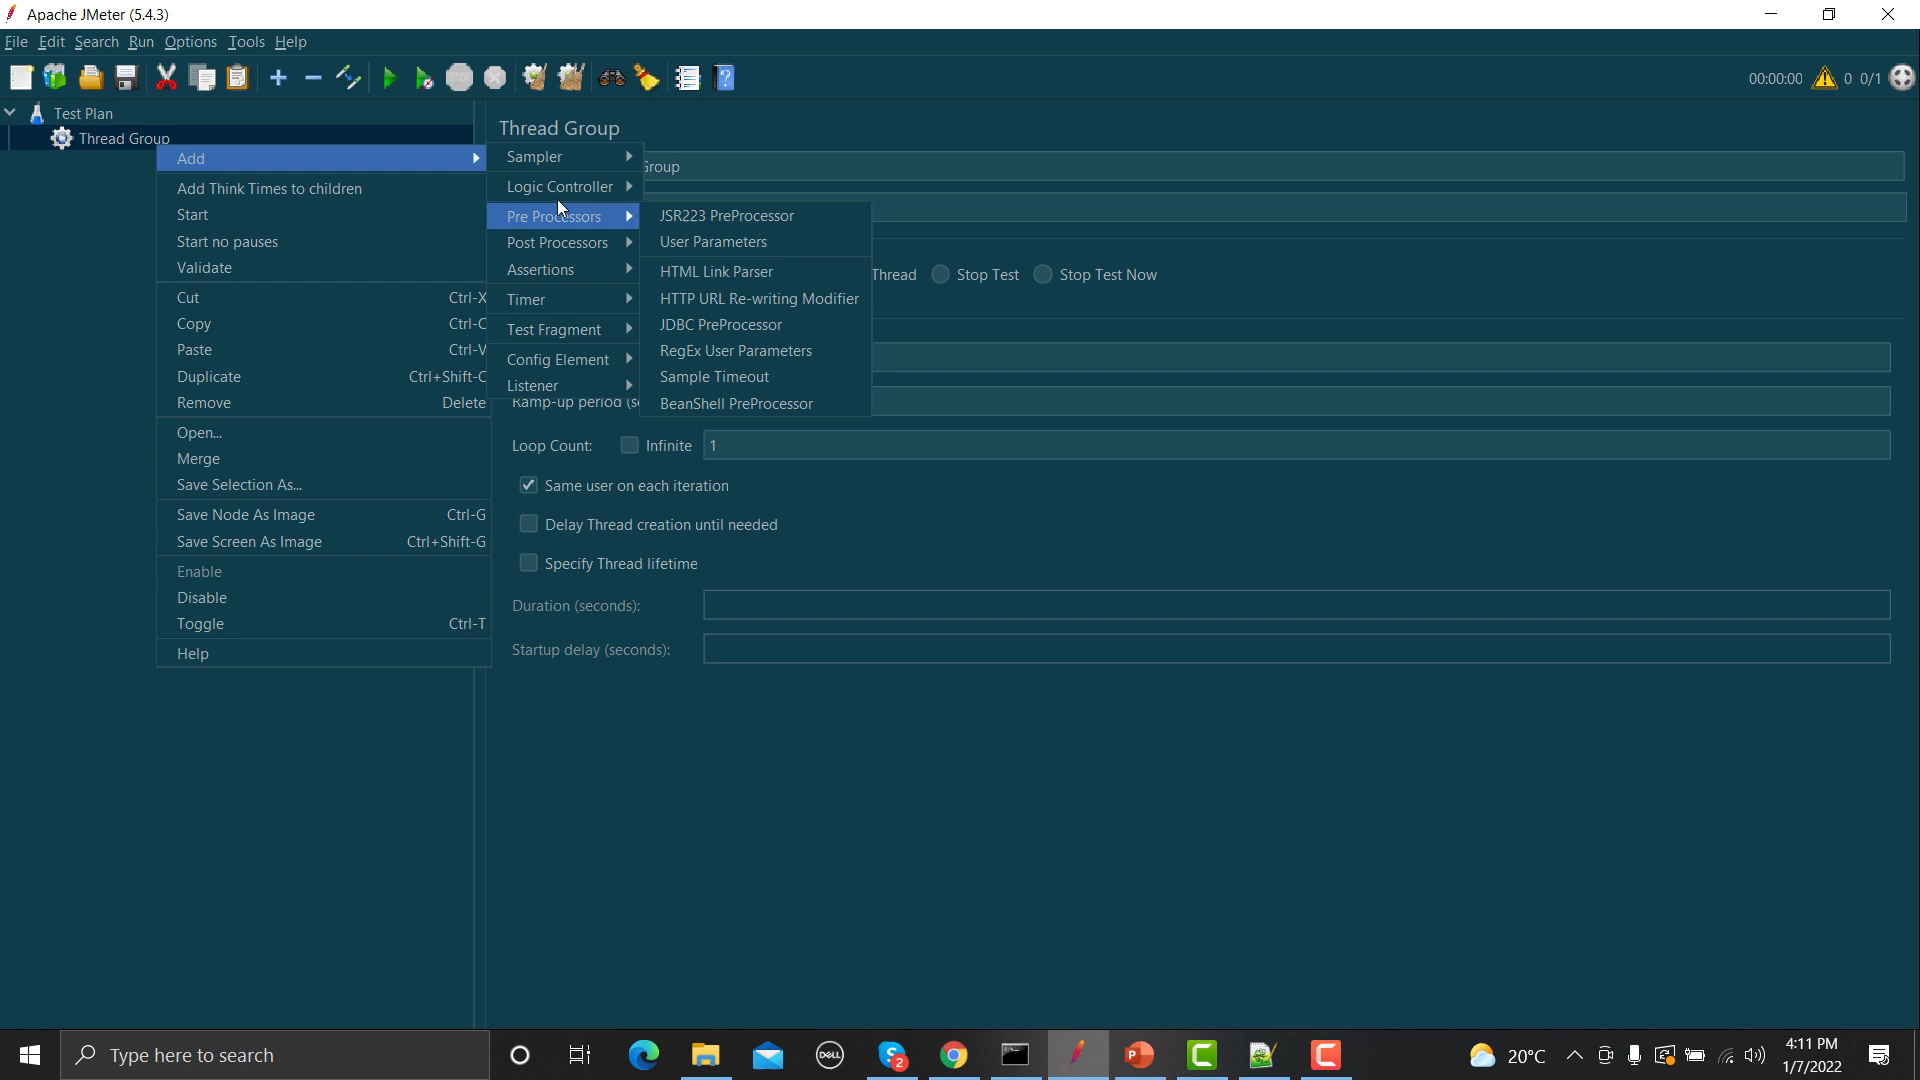 Apache JMeter (5.4.3)
File Edit Search Run Options Tools Help
00:00:00 0 0/1
Test Plan
Thread Group
Thread Group
Group
Add
Add Think Times to children
Start
Start no pauses
Validate
Cut Ctrl-X
Copy Ctrl-C
Paste Ctrl-V
Duplicate Ctrl+Shift-C
Remove Delete
Open...
Merge
Save Selection As...
Save Node As Image Ctrl-G
Save Screen As Image Ctrl+Shift-G
Enable
Disable
Toggle Ctrl-T
Help
Sampler
Logic Controller
Pre Processors
Post Processors
Assertions
Timer
Test Fragment
Config Element
Listener
JSR223 PreProcessor
User Parameters
HTML Link Parser
HTTP URL Re-writing Modifier
JDBC PreProcessor
RegEx User Parameters
Sample Timeout
BeanShell PreProcessor
Thread Stop Test Stop Test Now
Ramp-up period (s
Loop Count: Infinite 1
Same user on each iteration
Delay Thread creation until needed
Specify Thread lifetime
Duration (seconds):
Startup delay (seconds):
Type here to search
DELL
2
P
20°C
4:11 PM
1/7/2022